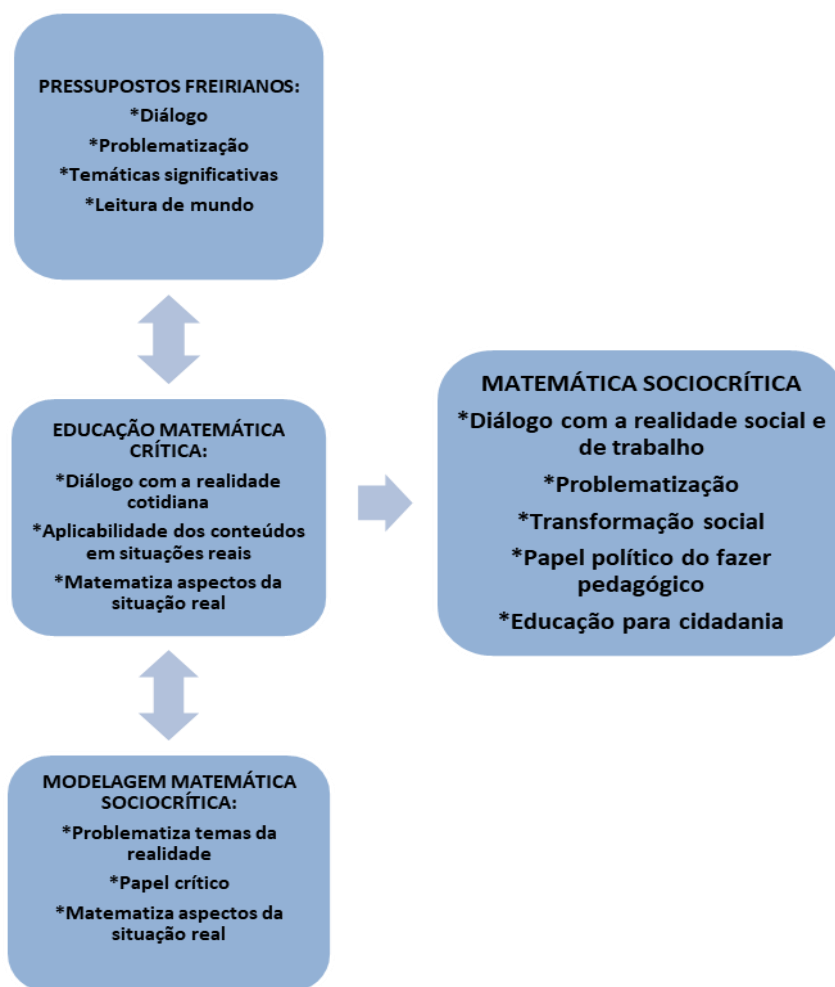 PRESSUPOSTOS FREIRIANOS:
*Diálogo
*Problematização
*Temáticas significativas
*Leitura de mundo
EDUCAÇÃO MATEMÁTICA
CRÍTICA:
*Diálogo com a realidade
cotidiana
*Aplicabilidade dos conteúdos
em situações reais
*Matematiza aspectos da
situação real
MODELAGEM MATEMÁTICA
SOCIOCRÍTICA:
*Problematiza temas da
realidade
*Papel crítico
*Matematiza aspectos da
situação real
MATEMÁTICA SOCIOCRÍTICA
*Diálogo com a realidade social e
de trabalho
*Problematização
*Transformação social
*Papel político do fazer
pedagógico
*Educação para cidadania